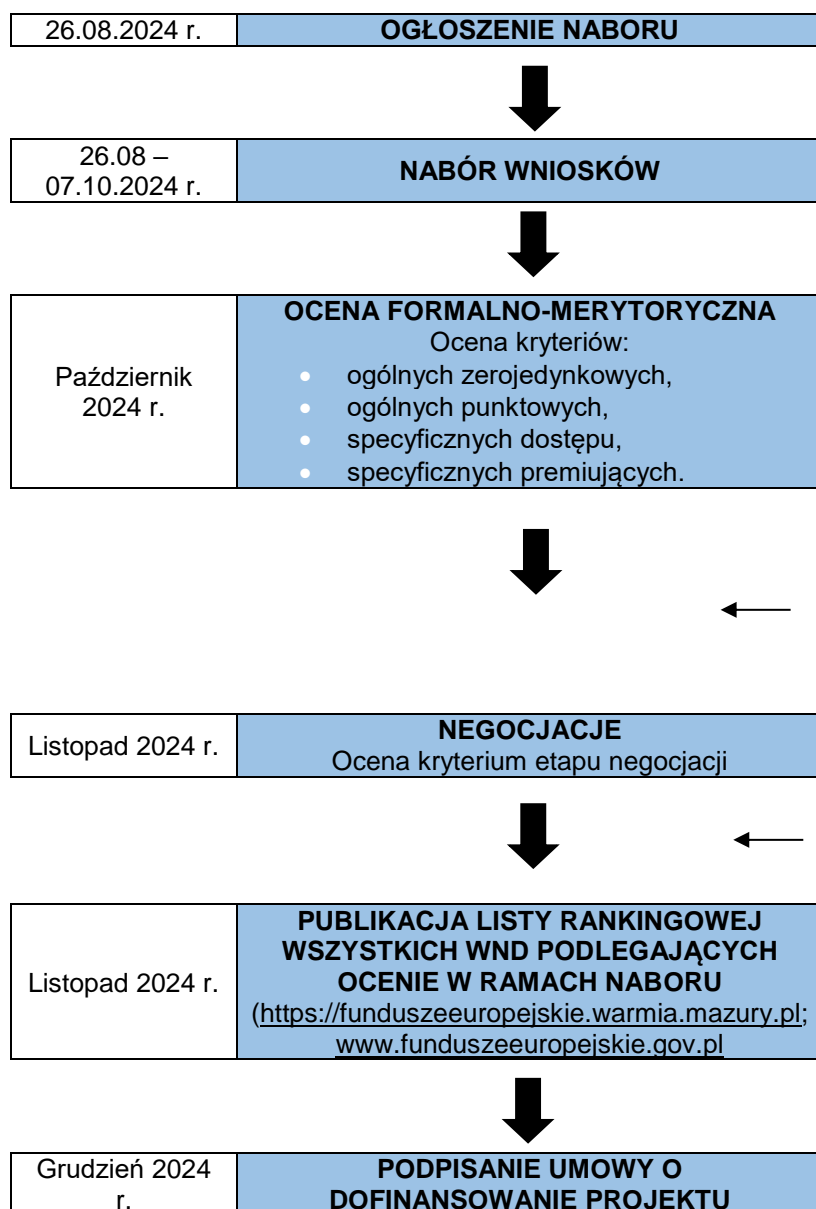 26.08.2024 r.
OGŁOSZENIE NABORU
26.08 –
07.10.2024 r.
NABÓR WNIOSKÓW
Październik
2024 r.
OCENA FORMALNO-MERYTORYCZNA
Ocena kryteriów:
• ogólnych zerojedynkowych,
• ogólnych punktowych,
• specyficznych dostępu,
• specyficznych premiujących.
Listopad 2024 r.
NEGOCJACJE
Ocena kryterium etapu negocjacji
Listopad 2024 r.
PUBLIKACJA LISTY RANKINGOWEJ
WSZYSTKICH WND PODLEGAJĄCYCH
OCENIE W RAMACH NABORU
(https://funduszeeuropejskie.warmia.mazury.pl;
www.funduszeeuropejskie.gov.pl
Grudzień 2024
r.
PODPISANIE UMOWY O
DOFINANSOWANIE PROJEKTU